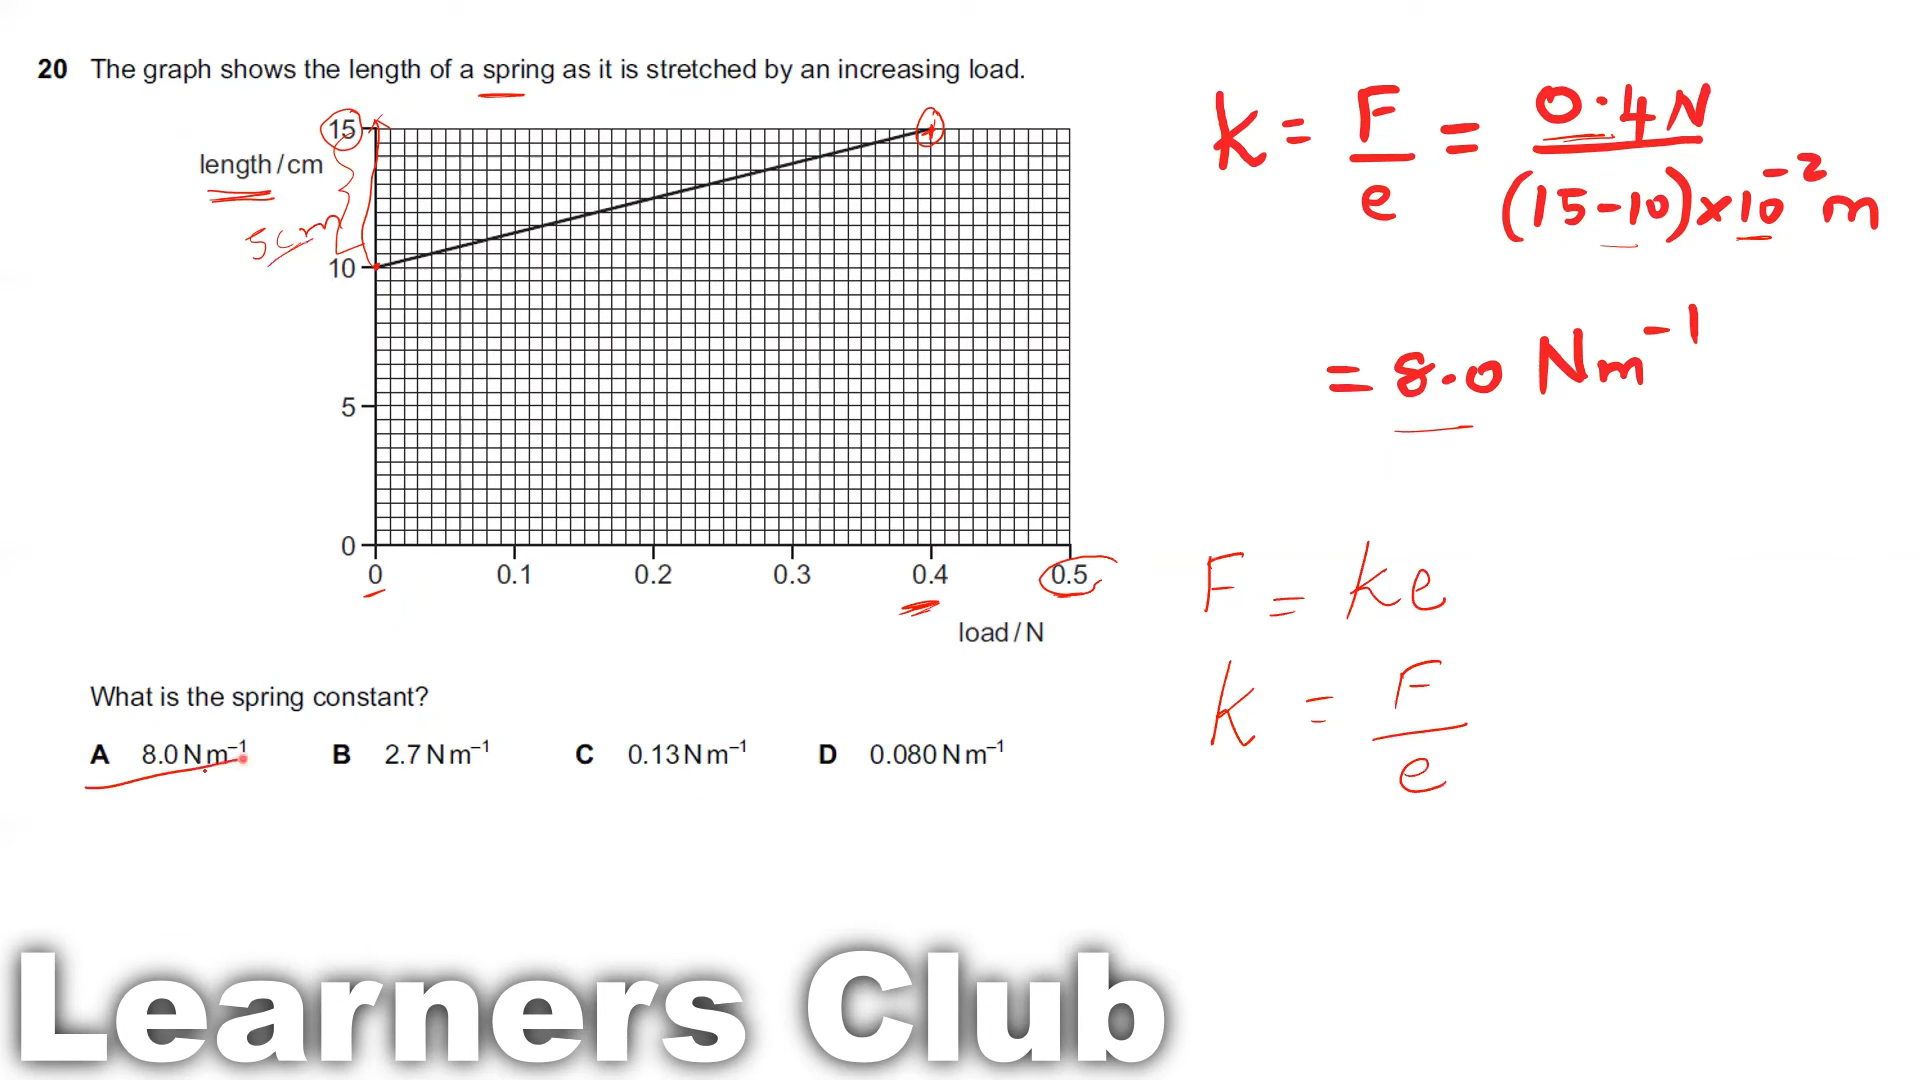 20 The graph shows the length of a spring as it is stretched by an increasing load.
15
length / cm
5cm
10
5
0
0 0.1 0.2 0.3 0.4 0.5
load / N
k = F/e = 0.4N/(15-10)×10⁻²m
= 8.0 Nm⁻¹
F = ke
k = F/e
What is the spring constant?
A 8.0 N m⁻¹ B 2.7 N m⁻¹ C 0.13 N m⁻¹ D 0.080 N m⁻¹
Learners Club